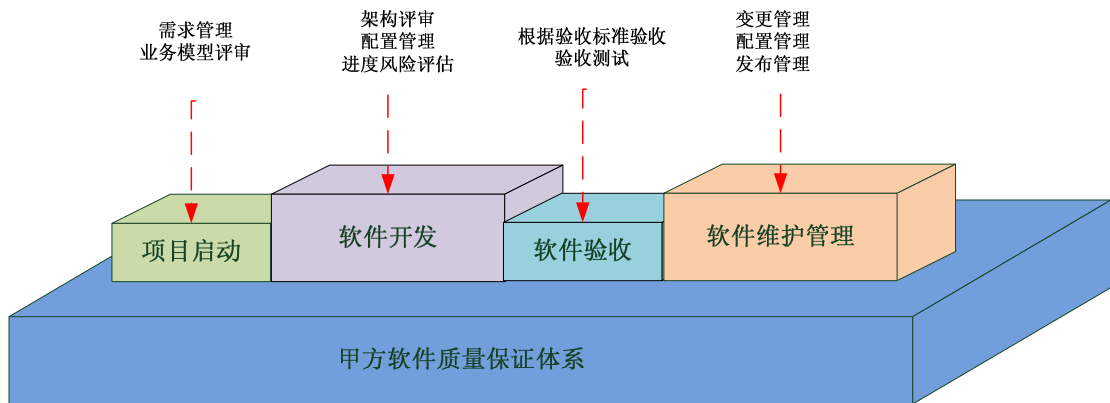 需求管理
业务模型评审
架构评审
配置管理
进度风险评估
根据验收标准验收
验收测试
变更管理
配置管理
发布管理
项目启动
软件开发
软件验收
软件维护管理
甲方软件质量保证体系